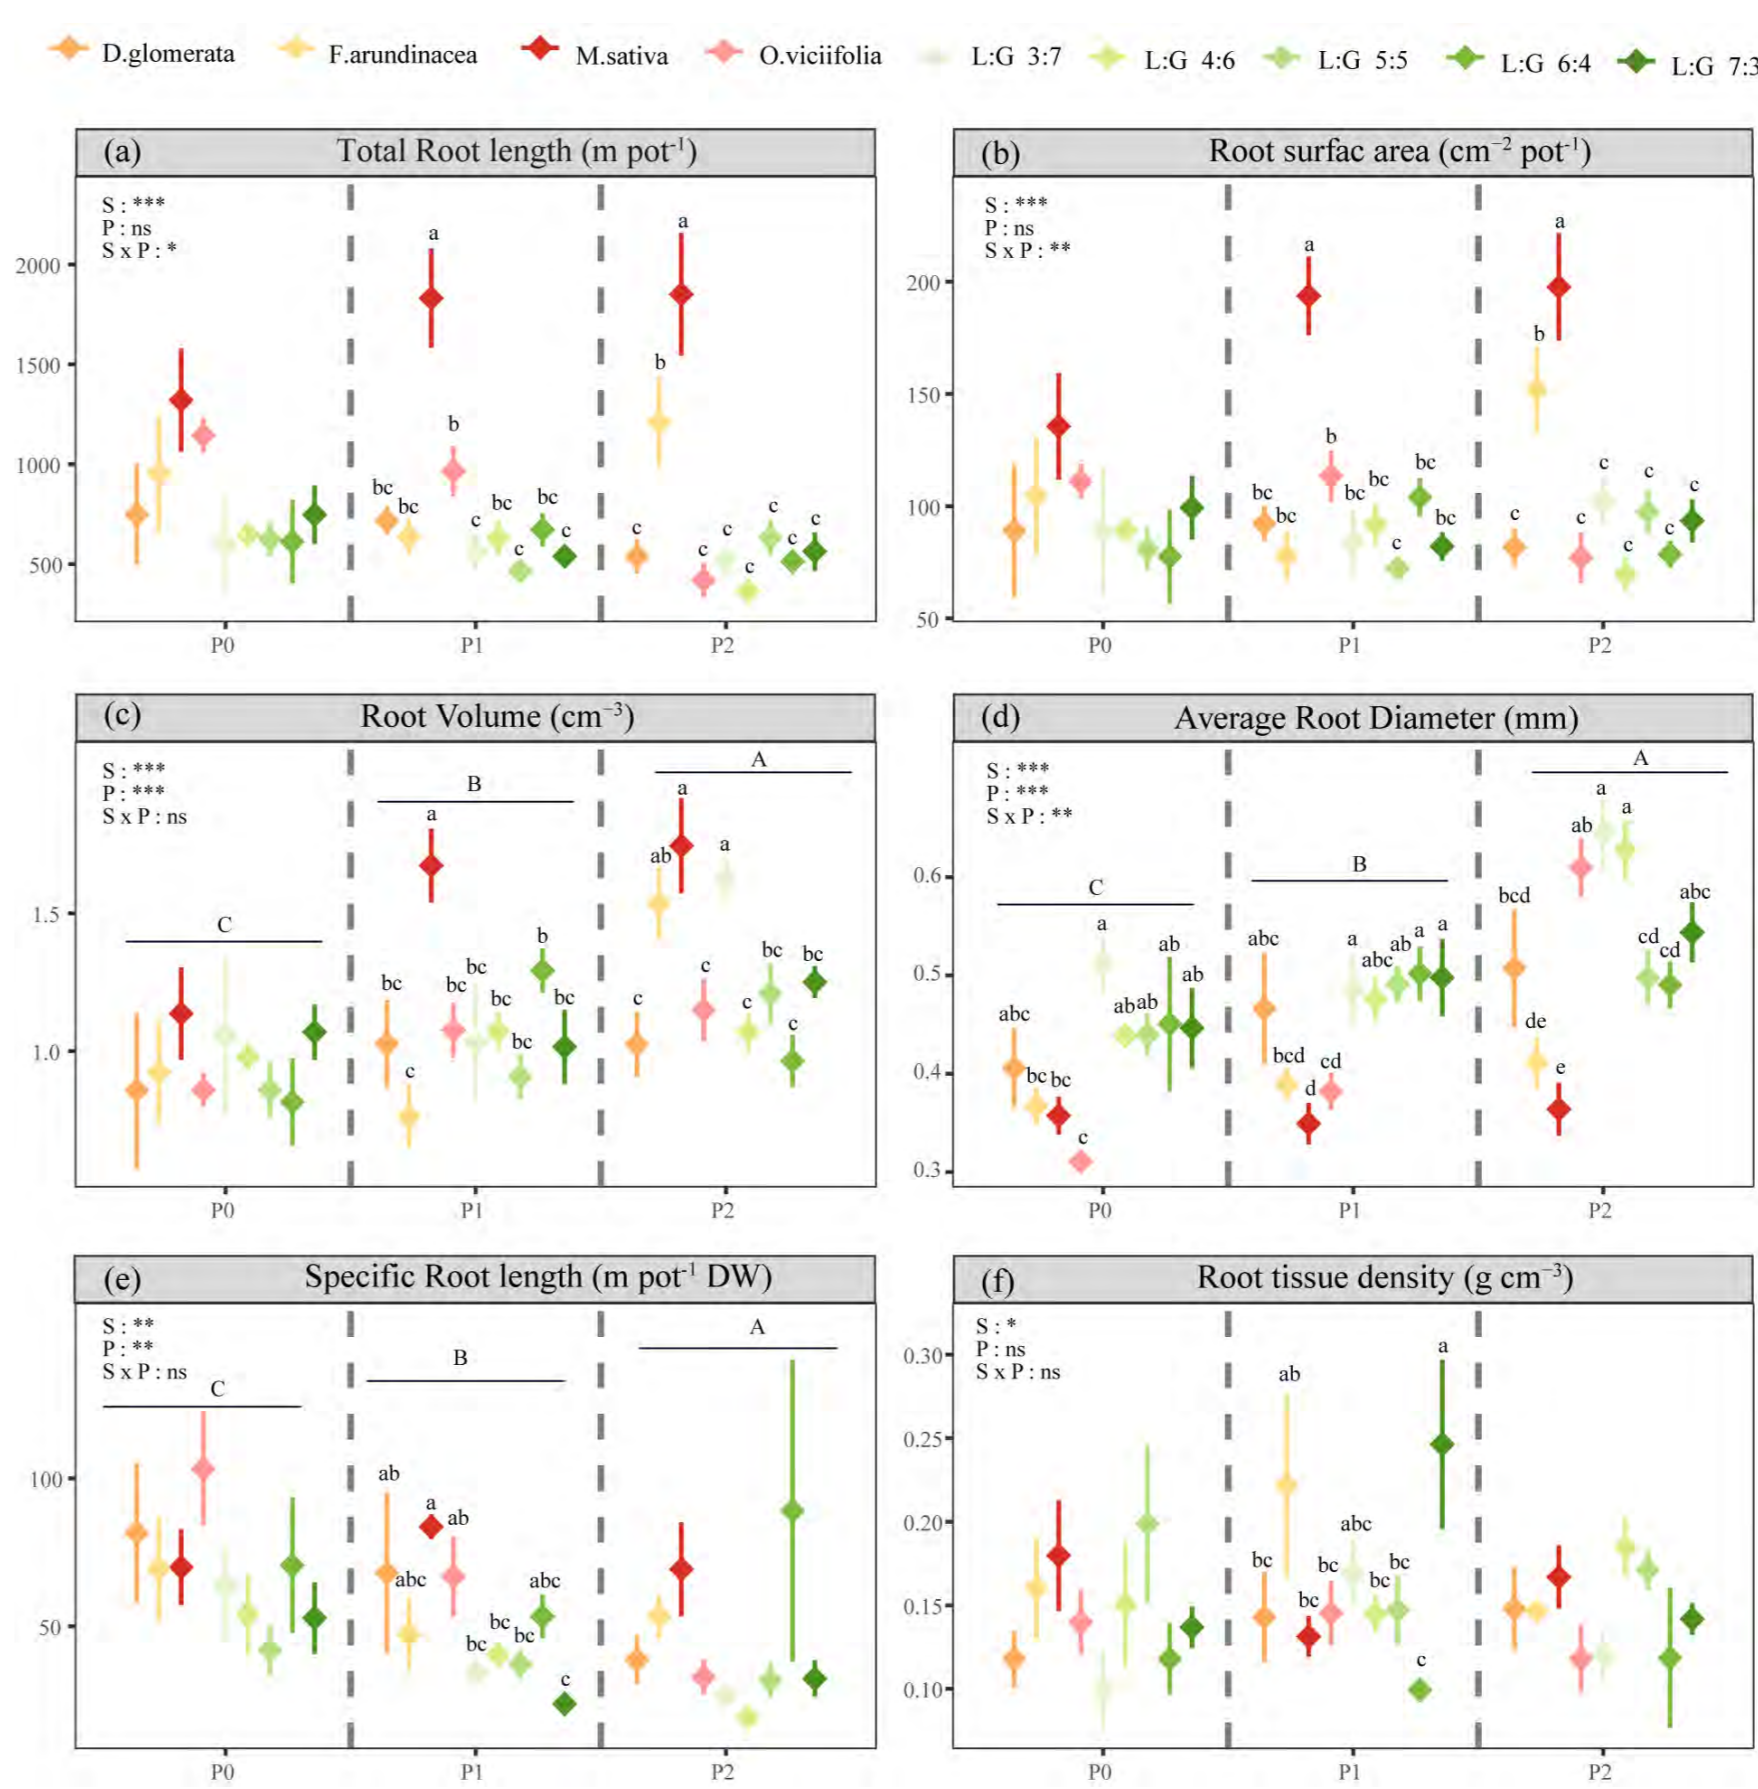 D.glomerata F.arundinacea M.sativa O.viciifolia L:G 3:7 L:G 4:6 L:G 5:5 L:G 6:4 L:G 7:3
(a) Total Root length (m pot⁻¹)
S : ***
P : ns
S x P : *
2000
1500
1000
500
bc bc a b c bc c bc c
c b a c c c c c c
P0 P1 P2
(b) Root surfac area (cm⁻² pot⁻¹)
S : ***
P : ns
S x P : **
200
150
100
50
bc bc a b bc bc c bc bc
c b a c c c c c c
P0 P1 P2
(c) Root Volume (cm⁻³)
S : ***
P : ***
S x P : ns
1.5
1.0
C B A
bc c a bc bc bc bc b bc
c ab a c a c bc c bc
P0 P1 P2
(d) Average Root Diameter (mm)
S : ***
P : ***
S x P : **
0.6
0.5
0.4
0.3
C B A
abc bc bc c a ab ab ab ab
abc bcd d cd a abc ab a a
bcd de e ab a a cd cd abc
P0 P1 P2
(e) Specific Root length (m pot⁻¹ DW)
S : **
P : **
S x P : ns
100
50
C B A
ab abc a ab bc bc bc abc c
P0 P1 P2
(f) Root tissue density (g cm⁻³)
S : *
P : ns
S x P : ns
0.30
0.25
0.20
0.15
0.10
bc ab bc bc abc bc bc c a
P0 P1 P2